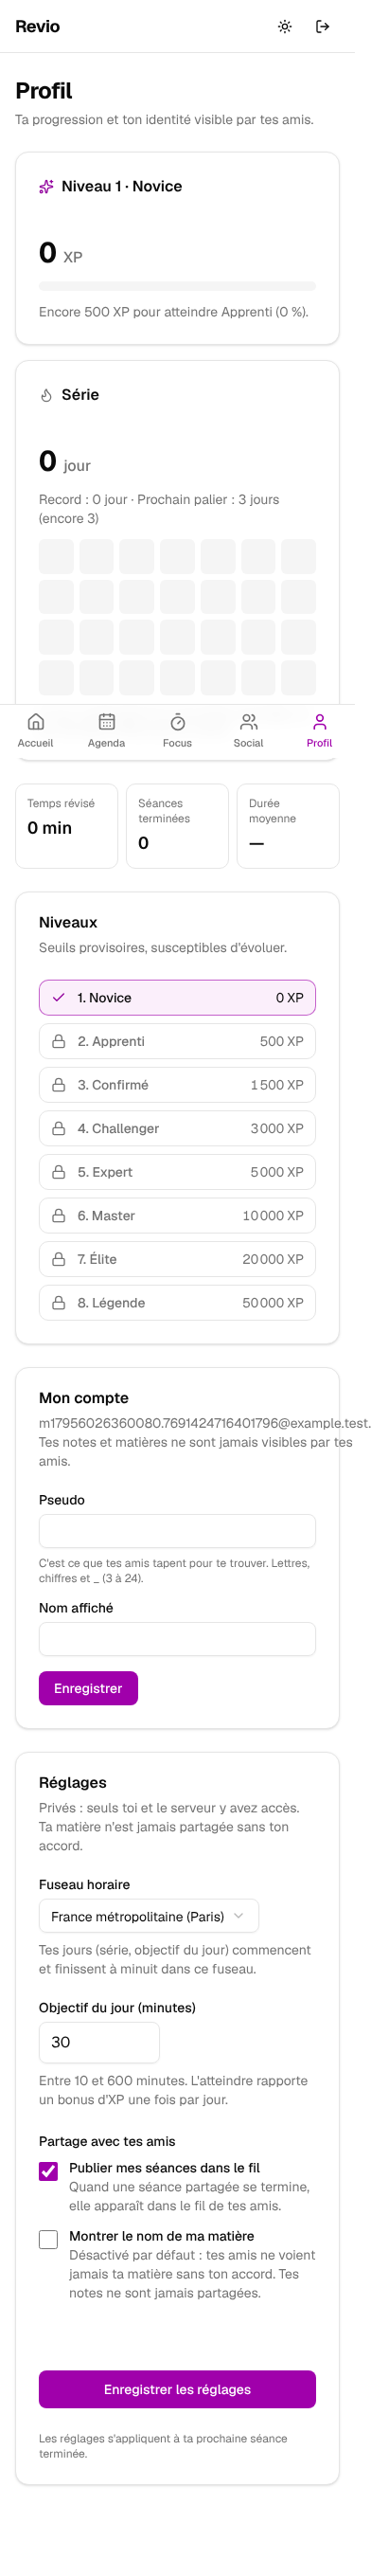 Revio
Profil
Ta progression et ton identité visible par tes amis.
Niveau 1 · Novice
0 XP
Encore 500 XP pour atteindre Apprenti (0 %).
Série
0 jour
Record : 0 jour · Prochain palier : 3 jours
(encore 3)
Accueil
Agenda
Focus
Social
Profil
Temps révisé
0 min
Séances
terminées
0
Durée
moyenne
—
Niveaux
Seuils provisoires, susceptibles d'évoluer.
1. Novice 0 XP
2. Apprenti 500 XP
3. Confirmé 1 500 XP
4. Challenger 3 000 XP
5. Expert 5 000 XP
6. Master 10 000 XP
7. Élite 20 000 XP
8. Légende 50 000 XP
Mon compte
m17956026360080.7691424716401796@example.test.
Tes notes et matières ne sont jamais visibles par tes
amis.
Pseudo
C'est ce que tes amis tapent pour te trouver. Lettres,
chiffres et _ (3 à 24).
Nom affiché
Enregistrer
Réglages
Privés : seuls toi et le serveur y avez accès.
Ta matière n'est jamais partagée sans ton
accord.
Fuseau horaire
France métropolitaine (Paris)
Tes jours (série, objectif du jour) commencent
et finissent à minuit dans ce fuseau.
Objectif du jour (minutes)
30
Entre 10 et 600 minutes. L'atteindre rapporte
un bonus d'XP une fois par jour.
Partage avec tes amis
Publier mes séances dans le fil
Quand une séance partagée se termine,
elle apparaît dans le fil de tes amis.
Montrer le nom de ma matière
Désactivé par défaut : tes amis ne voient
jamais ta matière sans ton accord. Tes
notes ne sont jamais partagées.
Enregistrer les réglages
Les réglages s'appliquent à ta prochaine séance
terminée.